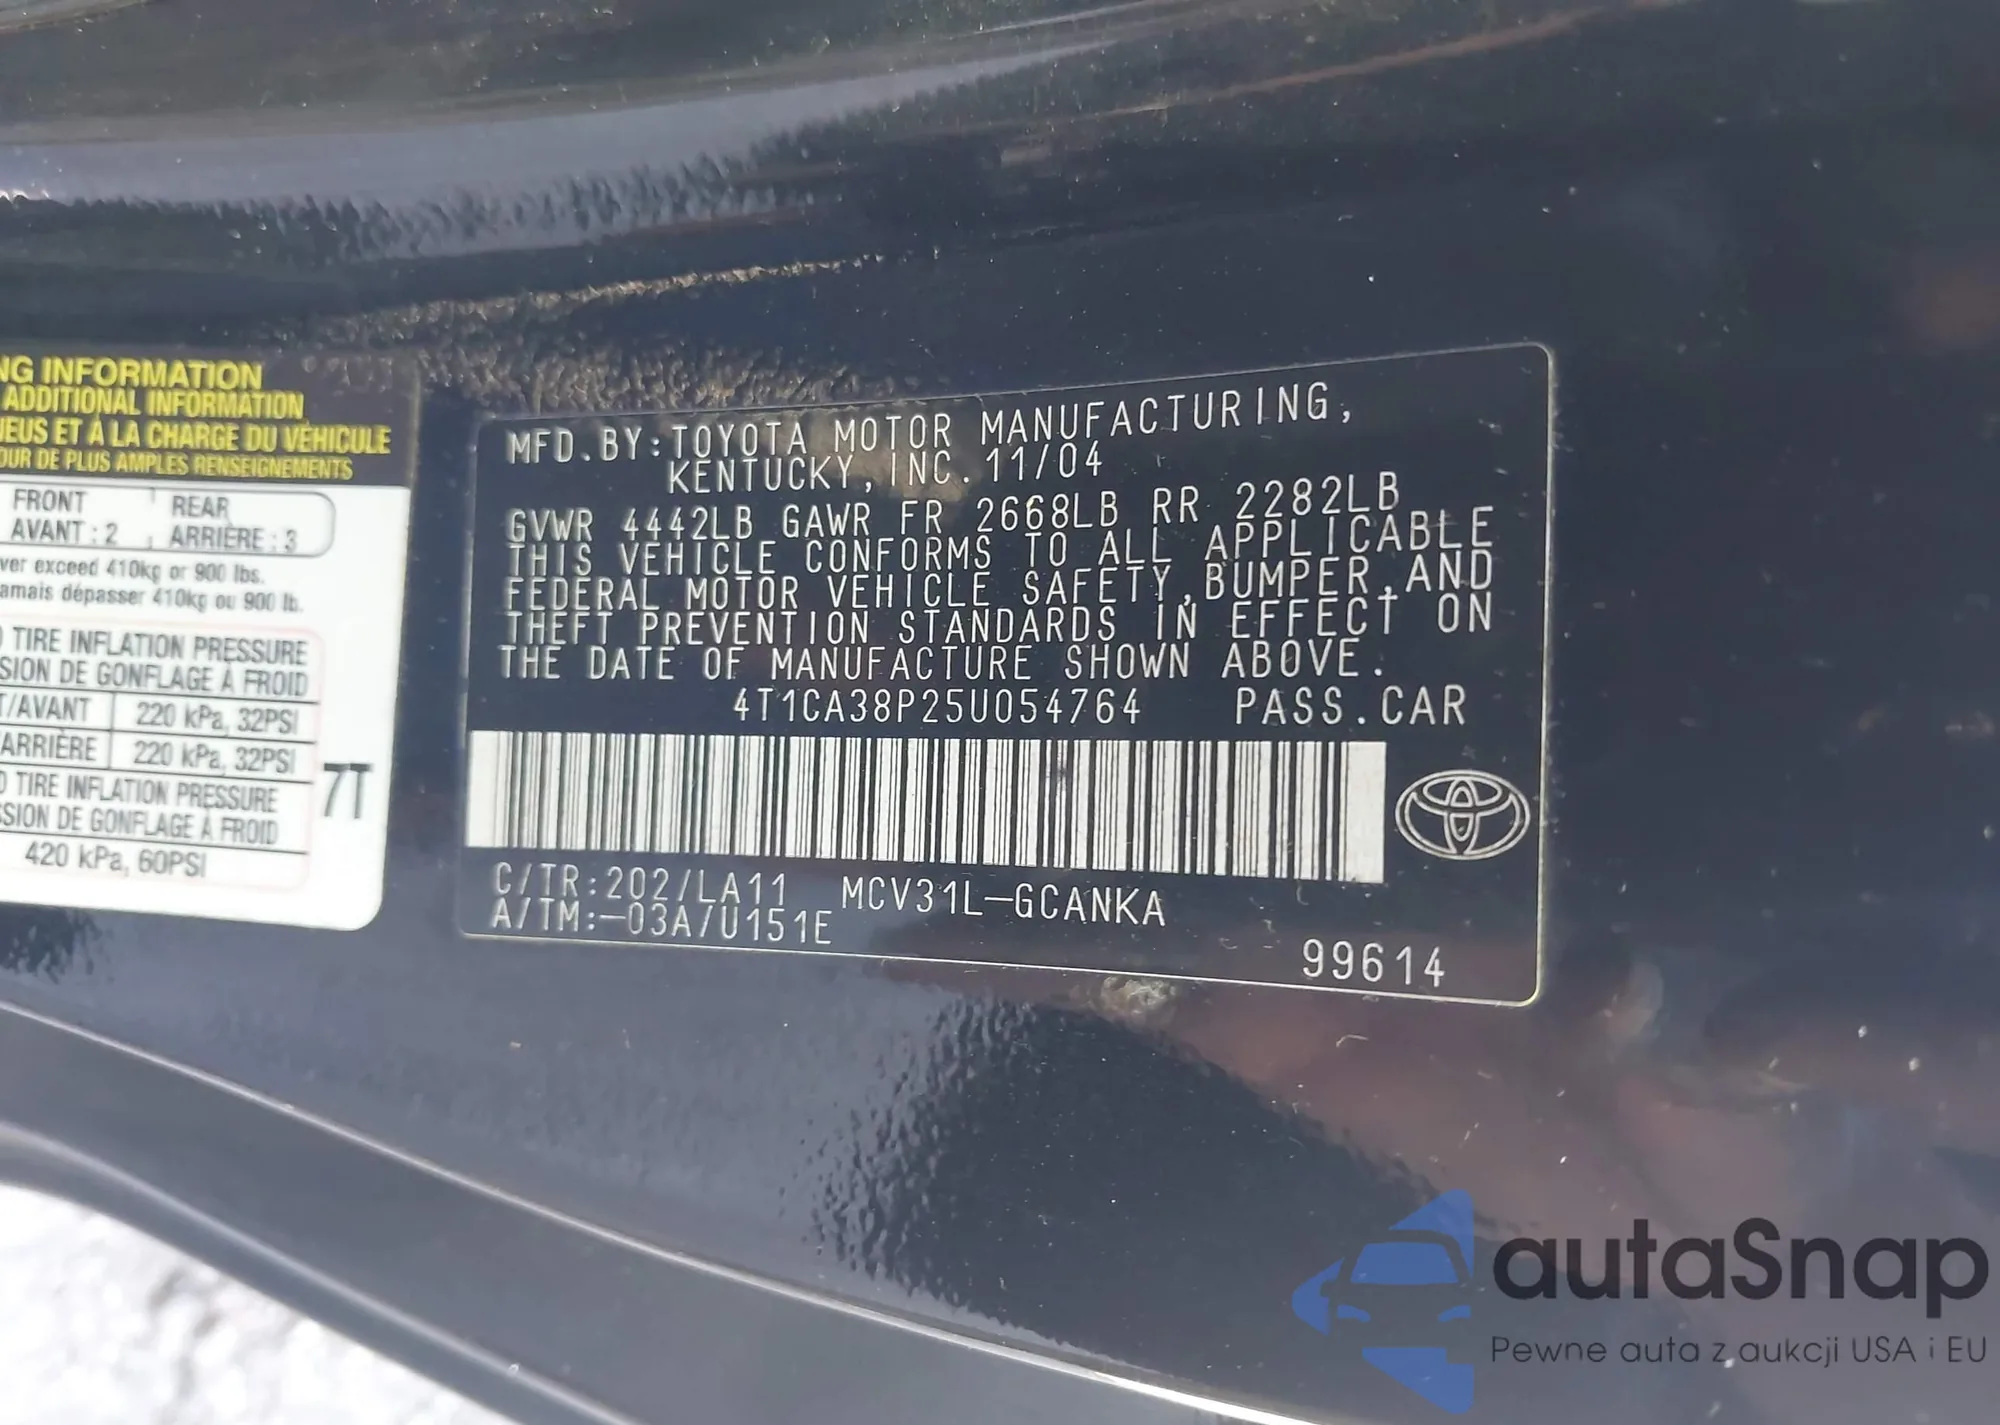 NG INFORMATION
ADDITIONAL INFORMATION
ET À LA CHARGE DU VÉHICULE
DE PLUS AMPLES RENSEIGNEMENTS
FRONT REAR
AVANT : 2 ARRIÈRE : 3
exceed 410kg or 900 lbs.
dépasser 410kg ou 900 lb.
TIRE INFLATION PRESSURE
SION DE GONFLAGE À FROID
/AVANT 220 kPa, 32PSI
ARRIÈRE 220 kPa, 32PSI
TIRE INFLATION PRESSURE
SION DE GONFLAGE À FROID
420 kPa, 60PSI
7T
MFD.BY:TOYOTA MOTOR MANUFACTURING,
KENTUCKY,INC.11/04
GVWR 4442LB GAWR FR 2668LB RR 2282LB
THIS VEHICLE CONFORMS TO ALL APPLICABLE
FEDERAL MOTOR VEHICLE SAFETY,BUMPER,AND
THEFT PREVENTION STANDARDS IN EFFECT ON
THE DATE OF MANUFACTURE SHOWN ABOVE.
4T1CA38P25U054764 PASS.CAR
C/TR:202/LA11 MCV31L-GCANKA
A/TM:-03A/U151E
99614
autaSnap
Pewne auta z aukcji USA i EU